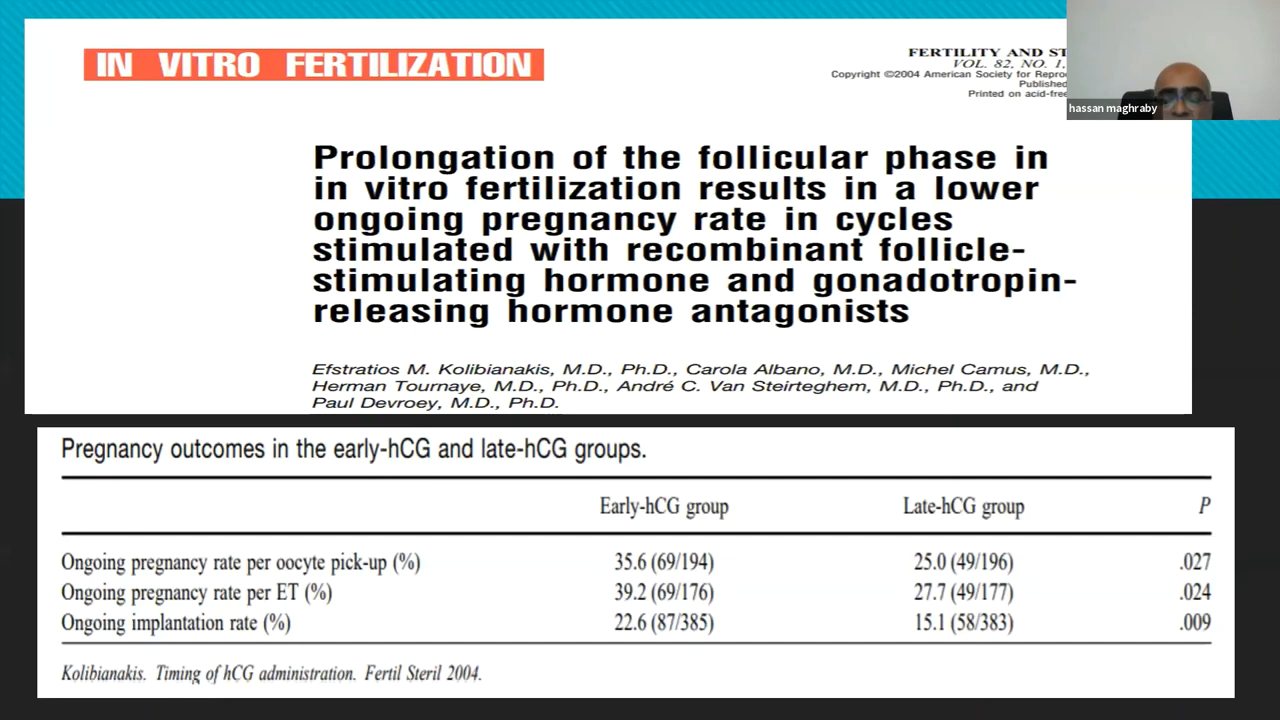 IN VITRO FERTILIZATION
FERTILITY AND
VOL. 82, NO. 1,
Copyright ©2004 American Society for
Published
Printed on
hassan maghraby
Prolongation of the follicular phase in
in vitro fertilization results in a lower
ongoing pregnancy rate in cycles
stimulated with recombinant follicle-
stimulating hormone and gonadotropin-
releasing hormone antagonists
Efstratios M. Kolibianakis, M.D., Ph.D., Carola Albano, M.D., Michel Camus, M.D.,
Herman Tournaye, M.D., Ph.D., André C. Van Steirteghem, M.D., Ph.D., and
Paul Devroey, M.D., Ph.D.
Pregnancy outcomes in the early-hCG and late-hCG groups.
Early-hCG group Late-hCG group P
Ongoing pregnancy rate per oocyte pick-up (%) 35.6 (69/194) 25.0 (49/196) .027
Ongoing pregnancy rate per ET (%) 39.2 (69/176) 27.7 (49/177) .024
Ongoing implantation rate (%) 22.6 (87/385) 15.1 (58/383) .009
Kolibianakis. Timing of hCG administration. Fertil Steril 2004.